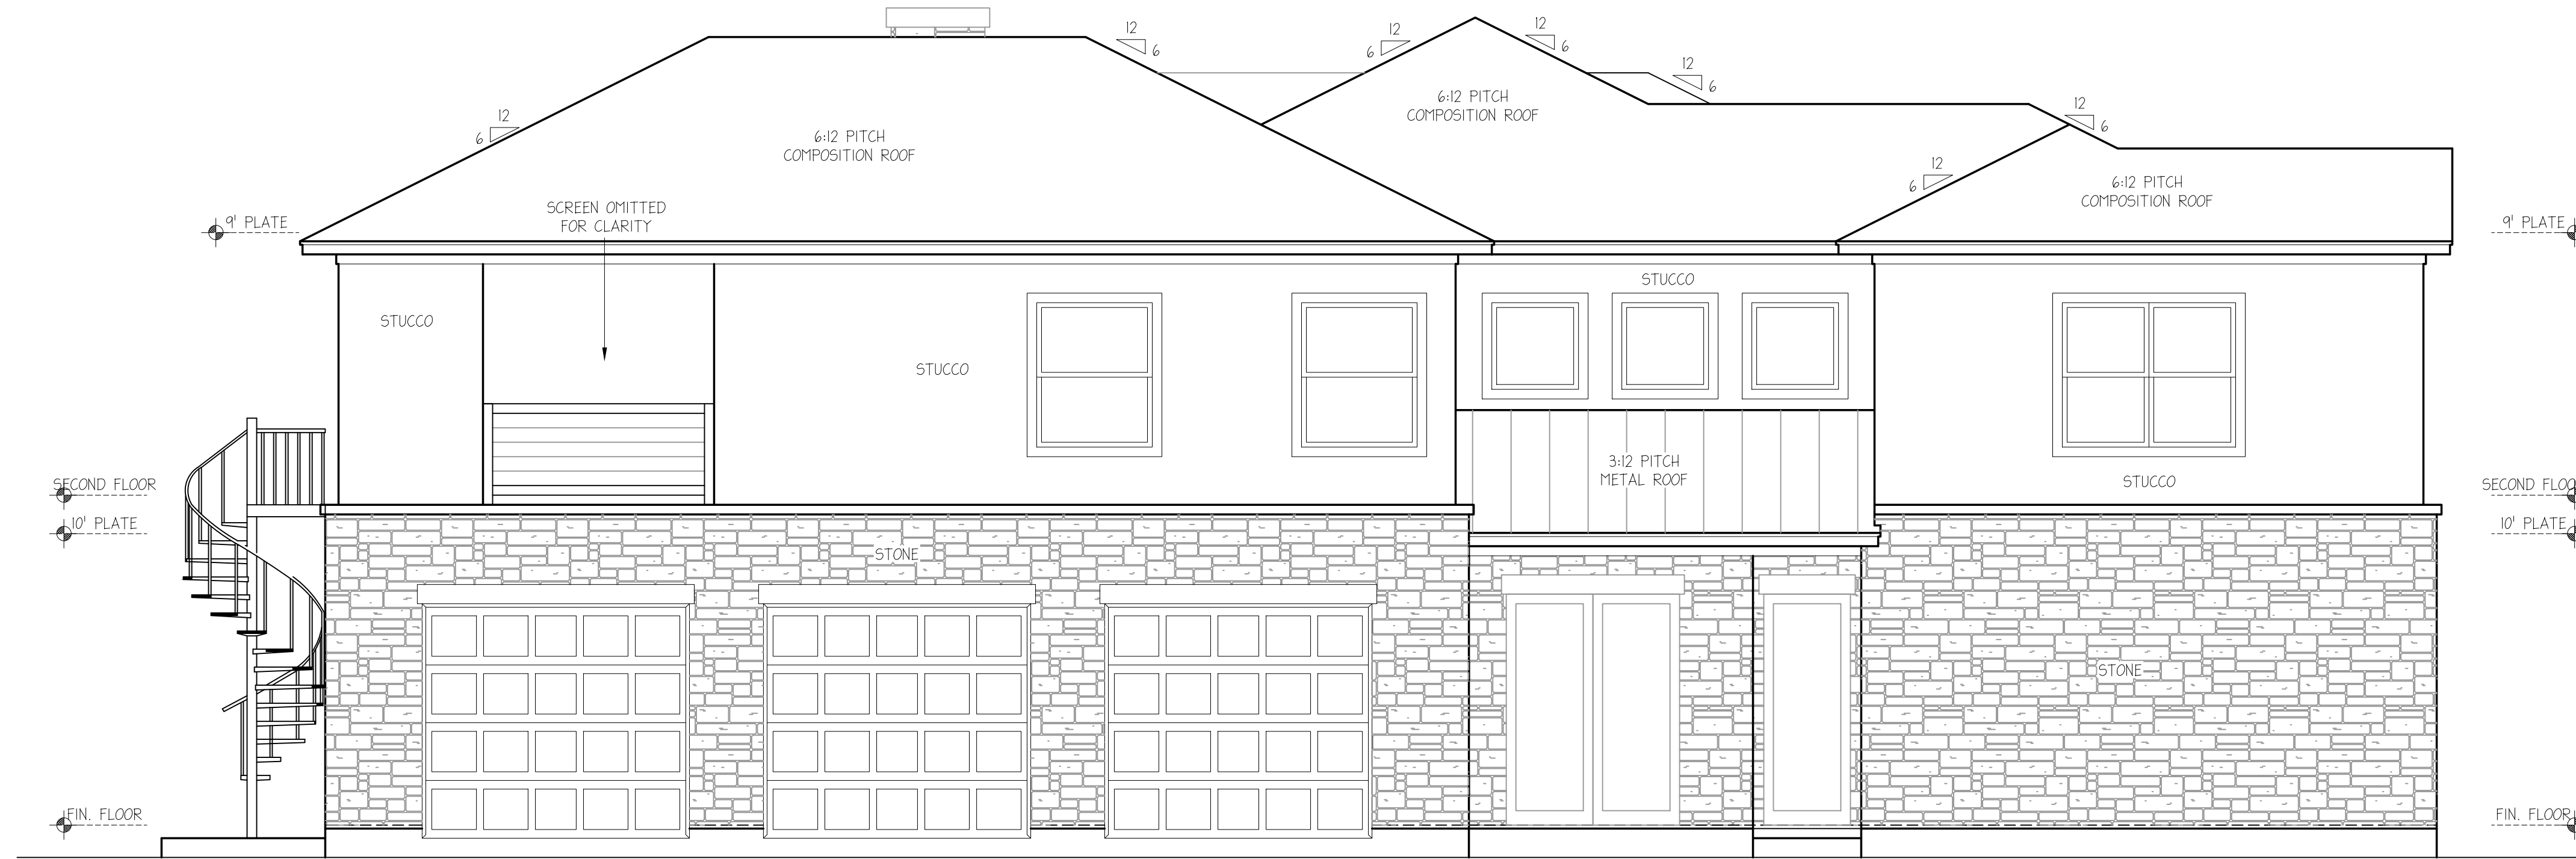 12
6
12
6
12
6
12
6
6:12 PITCH
COMPOSITION ROOF
12
6
12
6
6:12 PITCH
COMPOSITION ROOF
12
6
6:12 PITCH
COMPOSITION ROOF
SCREEN OMITTED
FOR CLARITY
9' PLATE
9' PLATE
STUCCO
STUCCO
STUCCO
3:12 PITCH
METAL ROOF
STUCCO
SECOND FLOOR
SECOND FLOO
10' PLATE
10' PLATE
STONE
STONE
FIN. FLOOR
FIN. FLOOR